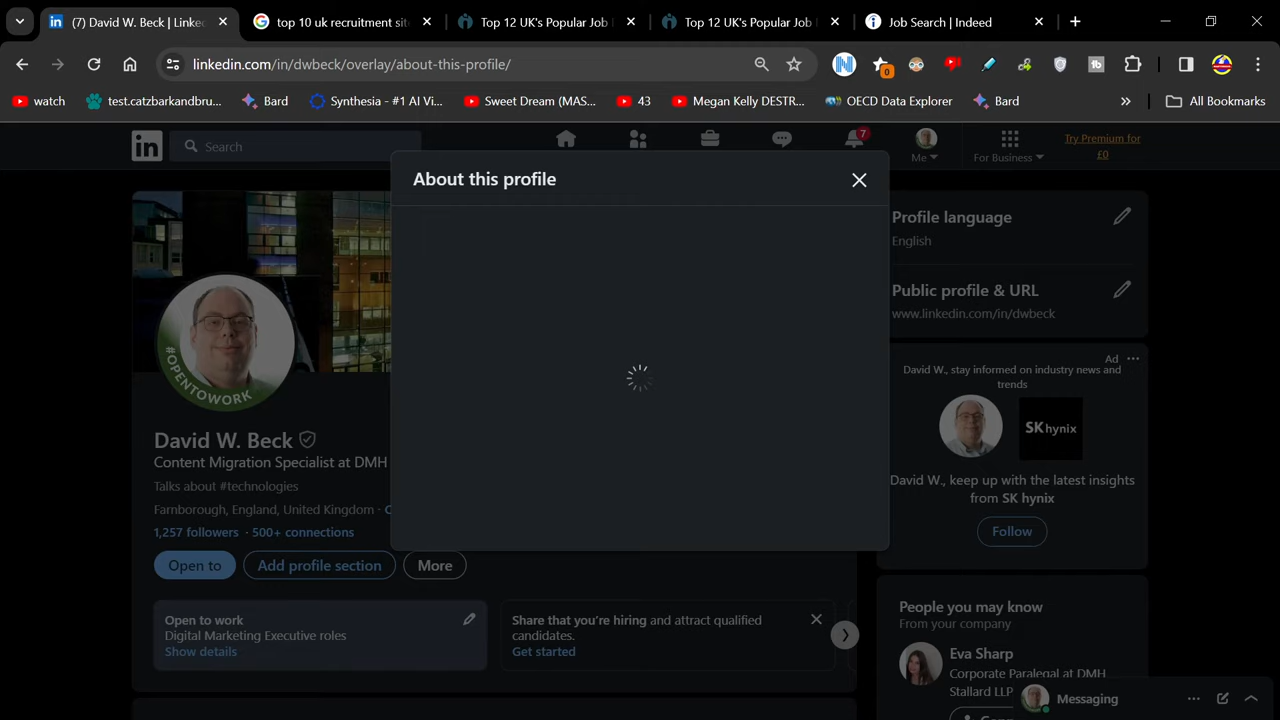 (7) David W. Beck | Linke
top 10 uk recruitment sit
Top 12 UK's Popular Job
Top 12 UK's Popular Job
Job Search | Indeed
linkedin.com/in/dwbeck/overlay/about-this-profile/
0
watch
test.catzbarkandbru...
Bard
Synthesia - #1 AI Vi...
Sweet Dream (MAS...
43
Megan Kelly DESTR...
OECD Data Explorer
Bard
All Bookmarks
in
Search
7
Me
For Business
Try Premium for
£0
About this profile
Profile language
English
Public profile & URL
www.linkedin.com/in/dwbeck
#OPENTOWORK
Ad
David W., stay informed on industry news and
trends
SK hynix
David W., keep up with the latest insights
from SK hynix
Follow
David W. Beck
Content Migration Specialist at DMH
Talks about #technologies
Farnborough, England, United Kingdom · C
1,257 followers · 500+ connections
Open to
Add profile section
More
Open to work
Digital Marketing Executive roles
Show details
Share that you're hiring and attract qualified
candidates.
Get started
People you may know
From your company
Eva Sharp
Corporate Paralegal at DMH
Stallard LLP
Messaging